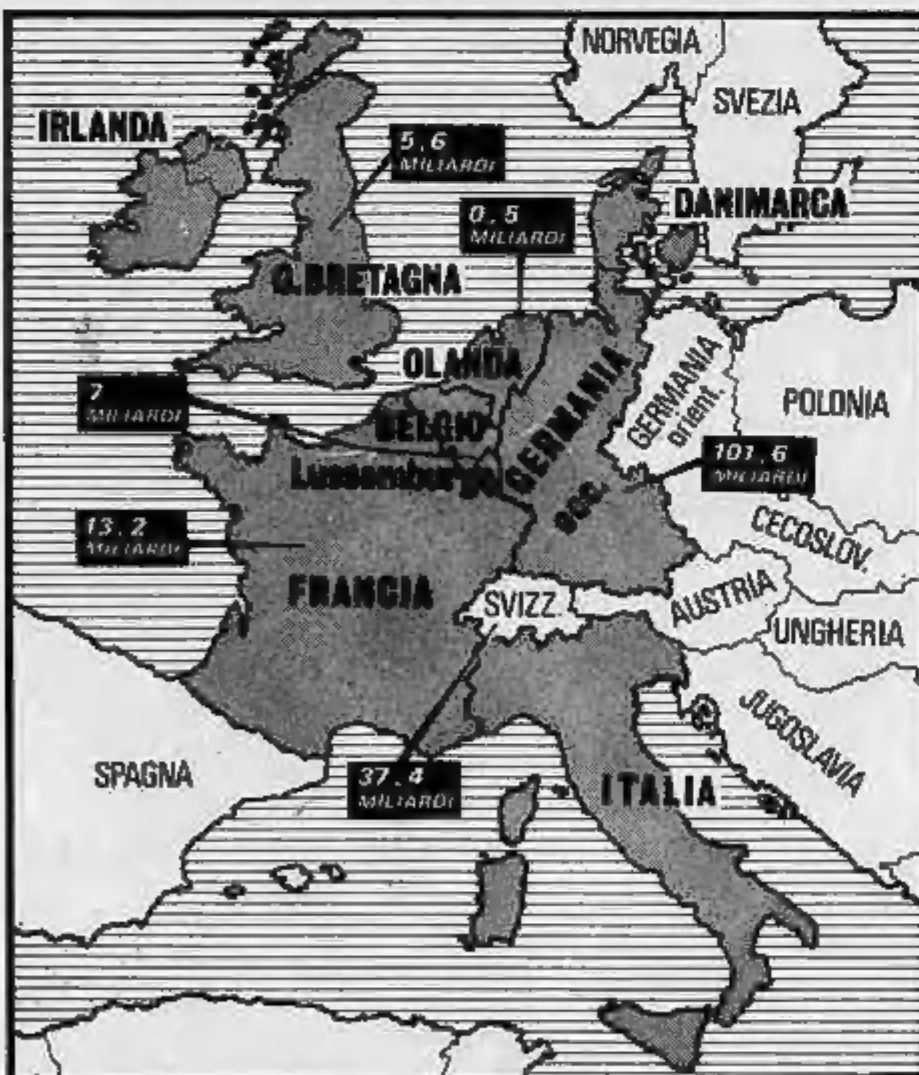 NORVEGIA
SVEZIA
IRLANDA
5.6
MILIARDI
DANIMARCA
0.5
MILIARDI
G.BRETAGNA
OLANDA
GERMANIA
OCC.
GERMANIA
orient.
POLONIA
7
MILIARDI
BELGIO
Lussemburgo
101.6
MILIARDI
13.2
MILIARDI
CECOSLOV.
FRANCIA
SVIZZ.
AUSTRIA
UNGHERIA
JUGOSLAVIA
SPAGNA
37.4
MILIARDI
ITALIA